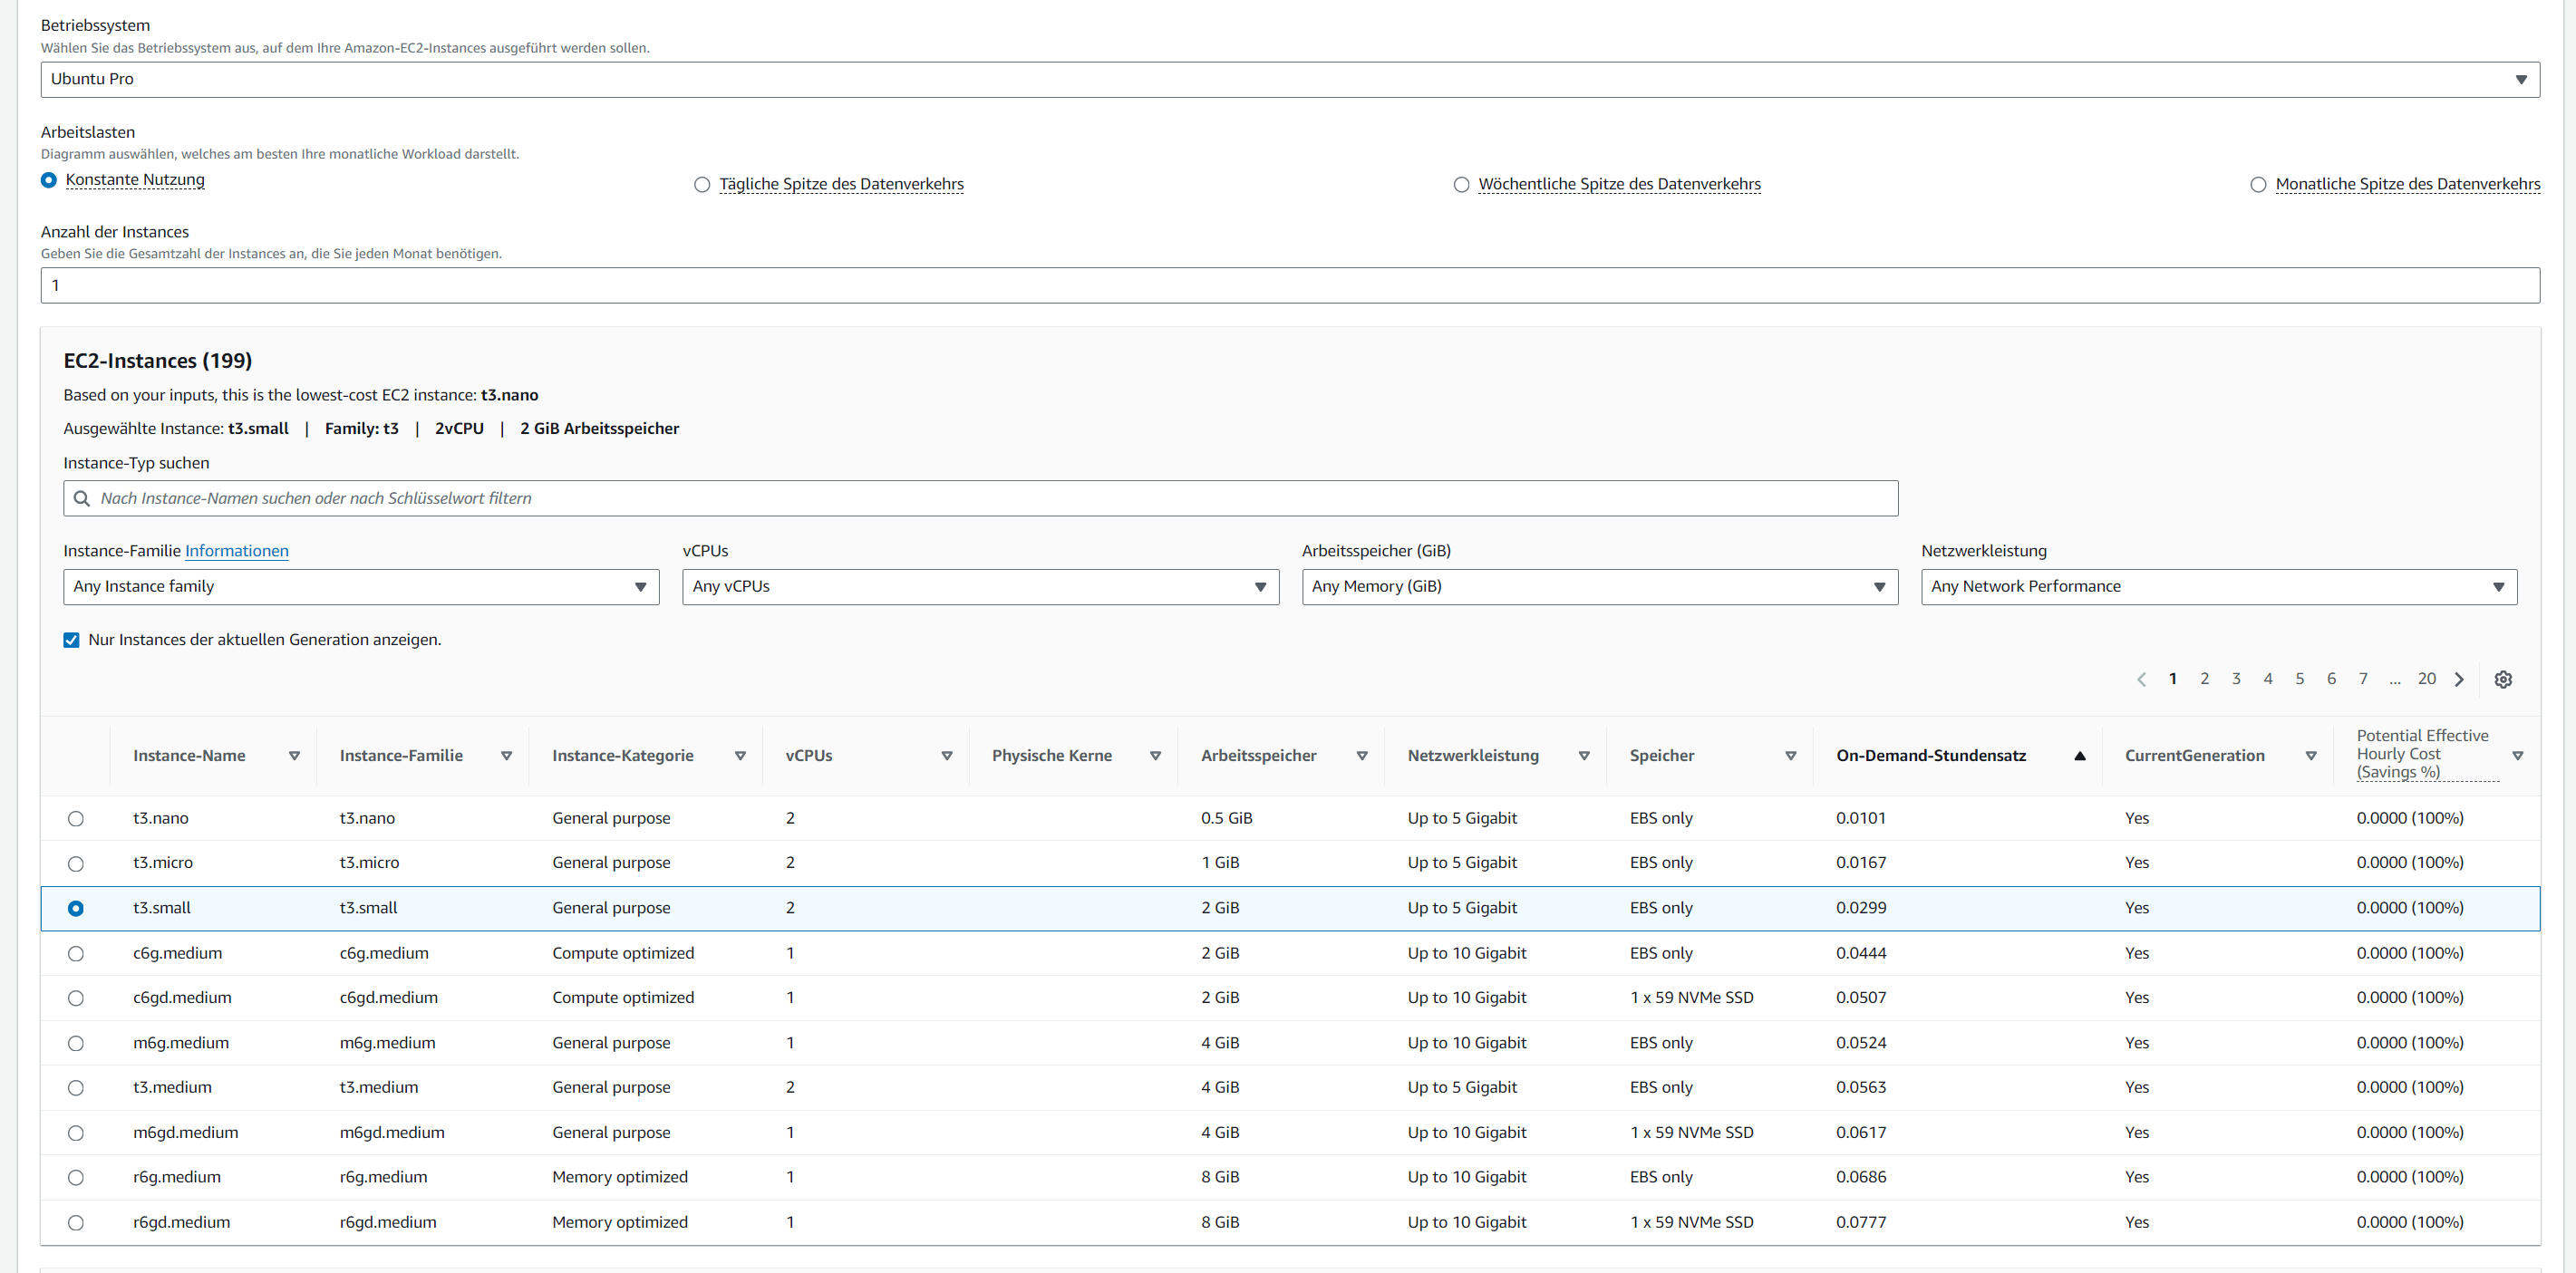 Betriebssystem
Wählen Sie das Betriebssystem aus, auf dem Ihre Amazon-EC2-Instances ausgeführt werden sollen.
Ubuntu Pro
Arbeitslasten
Diagramm auswählen, welches am besten Ihre monatliche Workload darstellt.
Konstante Nutzung Tägliche Spitze des Datenverkehrs Wöchentliche Spitze des Datenverkehrs Monatliche Spitze des Datenverkehrs
Anzahl der Instances
Geben Sie die Gesamtzahl der Instances an, die Sie jeden Monat benötigen.
1
EC2-Instances (199)
Based on your inputs, this is the lowest-cost EC2 instance: t3.nano
Ausgewählte Instance: t3.small | Family: t3 | 2vCPU | 2 GiB Arbeitsspeicher
Instance-Typ suchen
Nach Instance-Namen suchen oder nach Schlüsselwort filtern
Instance-Familie Informationen vCPUs Arbeitsspeicher (GiB) Netzwerkleistung
Any Instance family Any vCPUs Any Memory (GiB) Any Network Performance
Nur Instances der aktuellen Generation anzeigen.
1 2 3 4 5 6 7 ... 20
Instance-Name Instance-Familie Instance-Kategorie vCPUs Physische Kerne Arbeitsspeicher Netzwerkleistung Speicher On-Demand-Stundensatz CurrentGeneration Potential Effective
Hourly Cost
(Savings %)
t3.nano t3.nano General purpose 2 0.5 GiB Up to 5 Gigabit EBS only 0.0101 Yes 0.0000 (100%)
t3.micro t3.micro General purpose 2 1 GiB Up to 5 Gigabit EBS only 0.0167 Yes 0.0000 (100%)
t3.small t3.small General purpose 2 2 GiB Up to 5 Gigabit EBS only 0.0299 Yes 0.0000 (100%)
c6g.medium c6g.medium Compute optimized 1 2 GiB Up to 10 Gigabit EBS only 0.0444 Yes 0.0000 (100%)
c6gd.medium c6gd.medium Compute optimized 1 2 GiB Up to 10 Gigabit 1 x 59 NVMe SSD 0.0507 Yes 0.0000 (100%)
m6g.medium m6g.medium General purpose 1 4 GiB Up to 10 Gigabit EBS only 0.0524 Yes 0.0000 (100%)
t3.medium t3.medium General purpose 2 4 GiB Up to 5 Gigabit EBS only 0.0563 Yes 0.0000 (100%)
m6gd.medium m6gd.medium General purpose 1 4 GiB Up to 10 Gigabit 1 x 59 NVMe SSD 0.0617 Yes 0.0000 (100%)
r6g.medium r6g.medium Memory optimized 1 8 GiB Up to 10 Gigabit EBS only 0.0686 Yes 0.0000 (100%)
r6gd.medium r6gd.medium Memory optimized 1 8 GiB Up to 10 Gigabit 1 x 59 NVMe SSD 0.0777 Yes 0.0000 (100%)